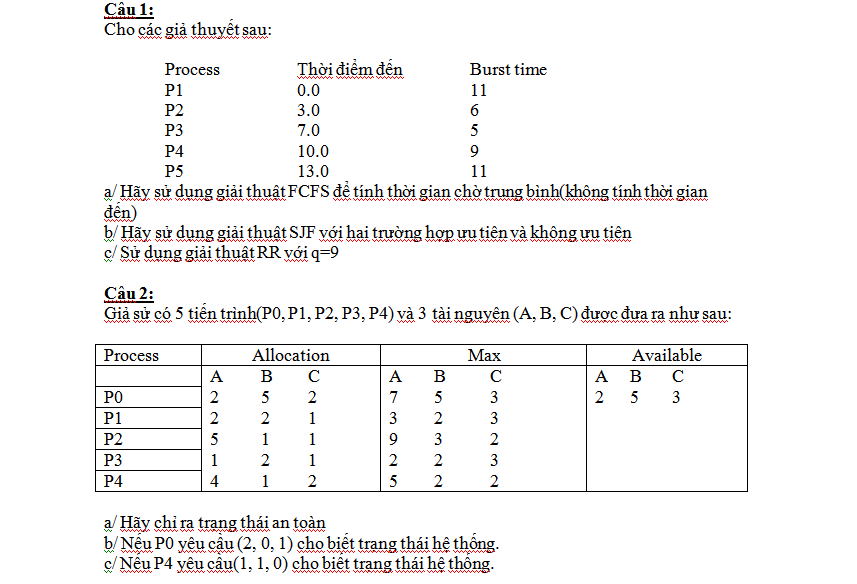 Câu 1:
Cho các giả thuyết sau:
Process Thời điểm đến Burst time
P1 0.0 11
P2 3.0 6
P3 7.0 5
P4 10.0 9
P5 13.0 11
a/ Hãy sử dụng giải thuật FCFS để tính thời gian chờ trung bình(không tính thời gian
đến)
b/ Hãy sử dụng giải thuật SJF với hai trường hợp ưu tiên và không ưu tiên
c/ Sử dụng giải thuật RR với q=9
Câu 2:
Giả sử có 5 tiến trình(P0, P1, P2, P3, P4) và 3 tài nguyên (A, B, C) được đưa ra như sau:
Process Allocation Max Available
A B C A B C A B C
P0 2 5 2 7 5 3 2 5 3
P1 2 2 1 3 2 3
P2 5 1 1 9 3 2
P3 1 2 1 2 2 3
P4 4 1 2 5 2 2
a/ Hãy chỉ ra trạng thái an toàn
b/ Nếu P0 yêu cầu (2, 0, 1) cho biết trạng thái hệ thống.
c/ Nếu P4 yêu cầu(1, 1, 0) cho biết trạng thái hệ thống.